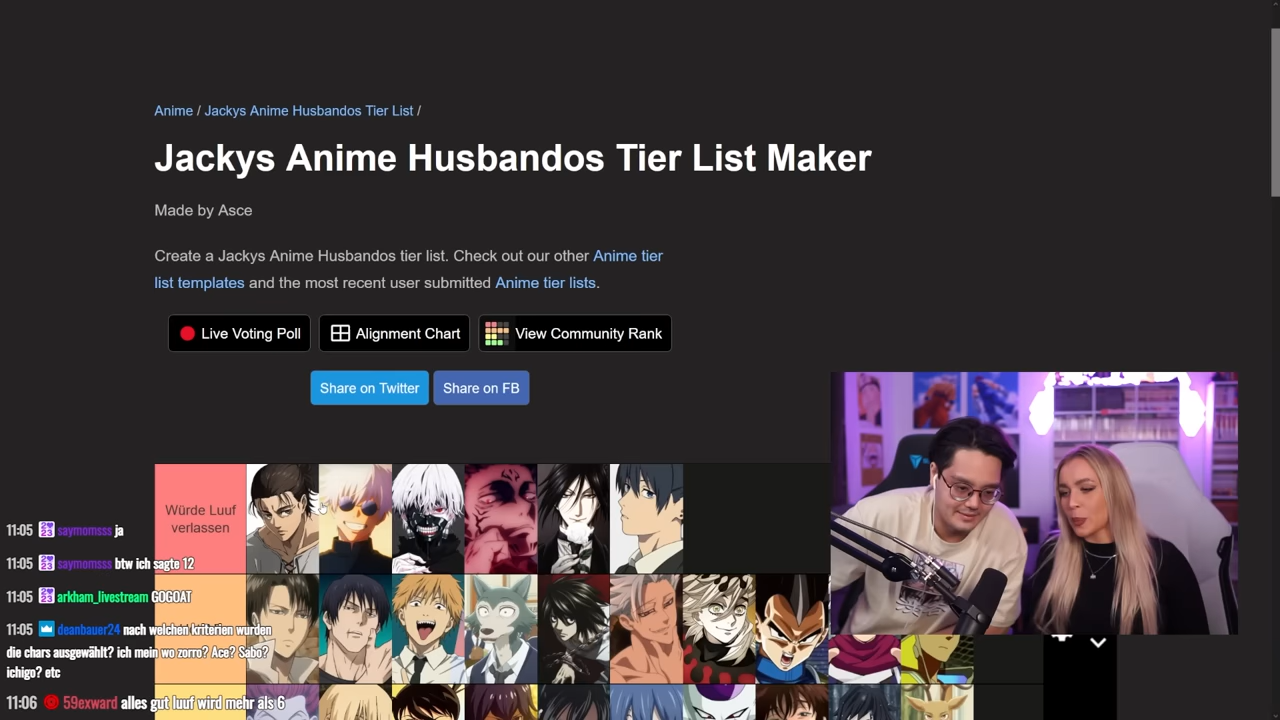 Anime / Jackys Anime Husbandos Tier List /
Jackys Anime Husbandos Tier List Maker
Made by Asce
Create a Jackys Anime Husbandos tier list. Check out our other Anime tier
list templates and the most recent user submitted Anime tier lists.
Live Voting Poll
Alignment Chart
View Community Rank
Share on Twitter
Share on FB
Würde Luuf
verlassen
11:05 saymomsss ja
11:05 saymomsss btw ich sagte 12
11:05 arkham_livestream GOGOAT
11:05 deanbauer24 nach welchen kriterien wurden
die chars ausgewählt? ich mein wo zorro? Ace? Sabo?
ichigo? etc
11:06 59exward alles gut luuf wird mehr als 6